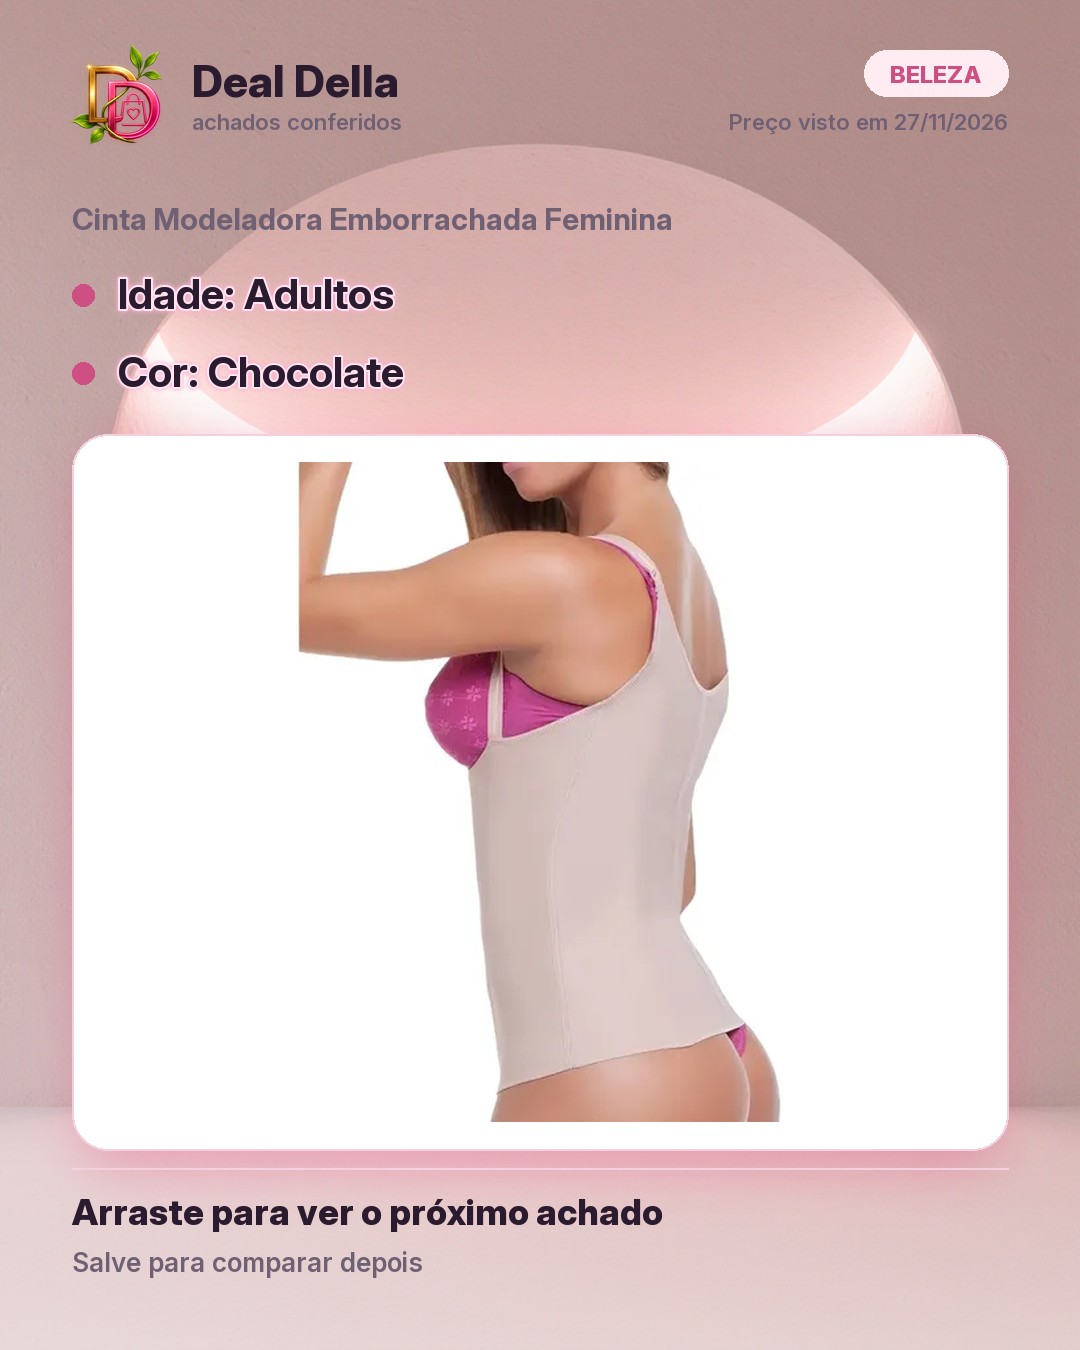 Deal Della
achados conferidos
BELEZA
Preço visto em 27/11/2026
Cinta Modeladora Emborrachada Feminina
Idade: Adultos
Cor: Chocolate
Arraste para ver o próximo achado
Salve para comparar depois